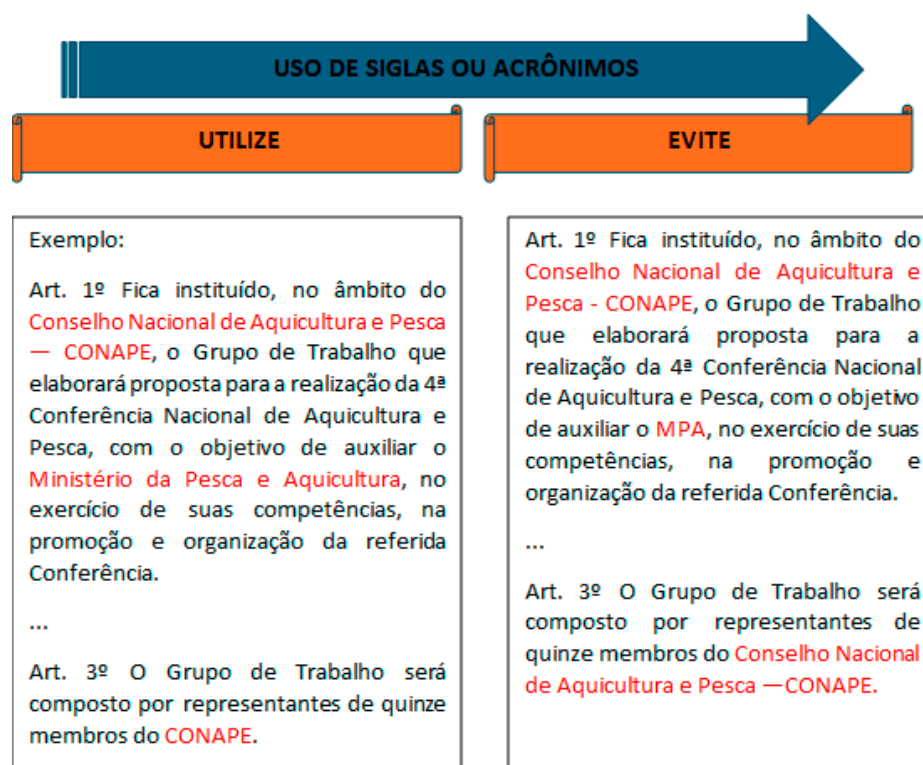 USO DE SIGLAS OU ACRÔNIMOS
UTILIZE
EVITE
Exemplo:
Art. 1º Fica instituído, no âmbito do
Conselho Nacional de Aquicultura e Pesca
— CONAPE, o Grupo de Trabalho que
elaborará proposta para a realização da 4ª
Conferência Nacional de Aquicultura e
Pesca, com o objetivo de auxiliar o
Ministério da Pesca e Aquicultura, no
exercício de suas competências, na
promoção e organização da referida
Conferência.
...
Art. 3º O Grupo de Trabalho será
composto por representantes de quinze
membros do CONAPE.
Art. 1º Fica instituído, no âmbito do
Conselho Nacional de Aquicultura e
Pesca - CONAPE, o Grupo de Trabalho
que elaborará proposta para a
realização da 4ª Conferência Nacional
de Aquicultura e Pesca, com o objetivo
de auxiliar o MPA, no exercício de suas
competências, na promoção e
organização da referida Conferência.
...
Art. 3º O Grupo de Trabalho será
composto por representantes de
quinze membros do Conselho Nacional
de Aquicultura e Pesca —CONAPE.